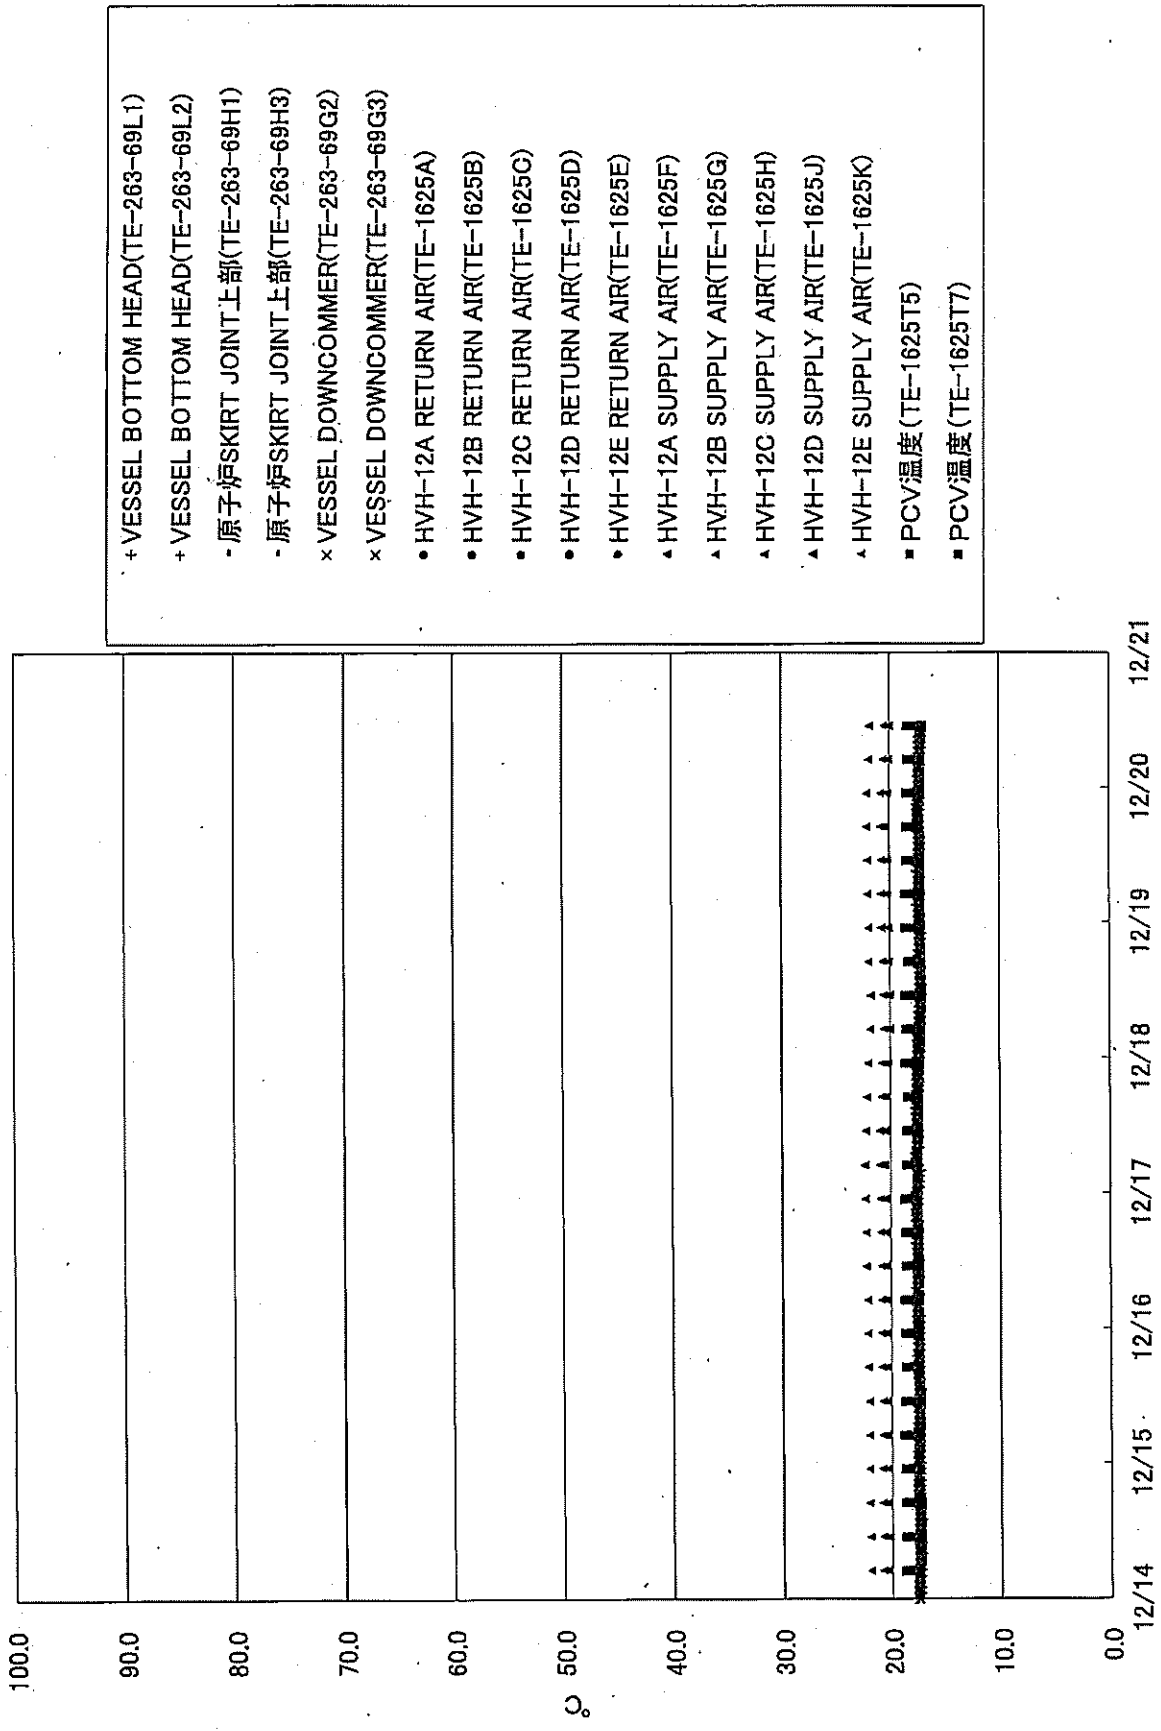 100.0
90.0
80.0
70.0
60.0
50.0
40.0
30.0
20.0
10.0
0.0
℃
12/14
12/15
12/16
12/17
12/18
12/19
12/20
12/21
+ VESSEL BOTTOM HEAD(TE-263-69L1)
+ VESSEL BOTTOM HEAD(TE-263-69L2)
- 原子炉SKIRT JOINT上部(TE-263-69H1)
- 原子炉SKIRT JOINT上部(TE-263-69H3)
× VESSEL DOWNCOMMER(TE-263-69G2)
× VESSEL DOWNCOMMER(TE-263-69G3)
● HVH-12A RETURN AIR(TE-1625A)
● HVH-12B RETURN AIR(TE-1625B)
● HVH-12C RETURN AIR(TE-1625C)
● HVH-12D RETURN AIR(TE-1625D)
● HVH-12E RETURN AIR(TE-1625E)
▲ HVH-12A SUPPLY AIR(TE-1625F)
▲ HVH-12B SUPPLY AIR(TE-1625G)
▲ HVH-12C SUPPLY AIR(TE-1625H)
▲ HVH-12D SUPPLY AIR(TE-1625J)
▲ HVH-12E SUPPLY AIR(TE-1625K)
■ PCV温度(TE-1625T5)
■ PCV温度(TE-1625T7)